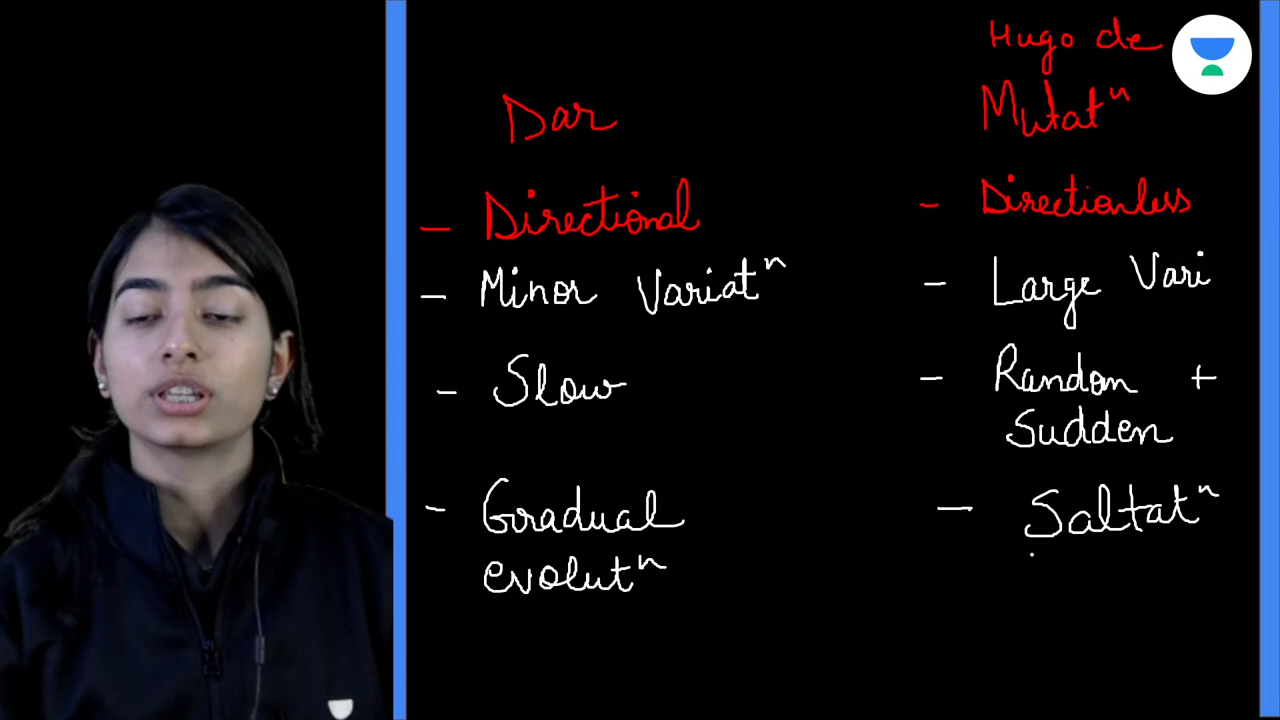 Hugo de
Mutatⁿ
Dar
- Directional
- Directionless
- Minor Variatⁿ
- Large Vari
- Slow
- Random +
Sudden
- Gradual
evolutⁿ
- Saltatⁿ